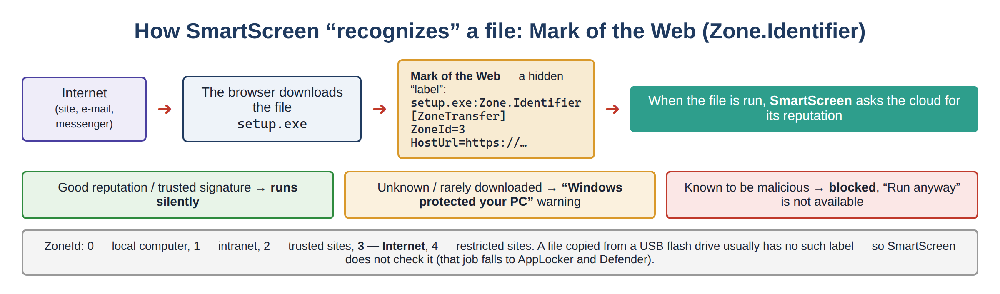 How SmartScreen “recognizes” a file: Mark of the Web (Zone.Identifier)
Internet
(site, e-mail,
messenger)
➜
The browser downloads
the file
setup.exe
➜
Mark of the Web — a hidden
“label”:
setup.exe:Zone.Identifier
[ZoneTransfer]
ZoneId=3
HostUrl=https://…
➜
When the file is run, SmartScreen asks the cloud for
its reputation
Good reputation / trusted signature → runs
silently
Unknown / rarely downloaded → “Windows
protected your PC” warning
Known to be malicious → blocked, “Run anyway”
is not available
ZoneId: 0 — local computer, 1 — intranet, 2 — trusted sites, 3 — Internet, 4 — restricted sites. A file copied from a USB flash drive usually has no such label — so SmartScreen
does not check it (that job falls to AppLocker and Defender).